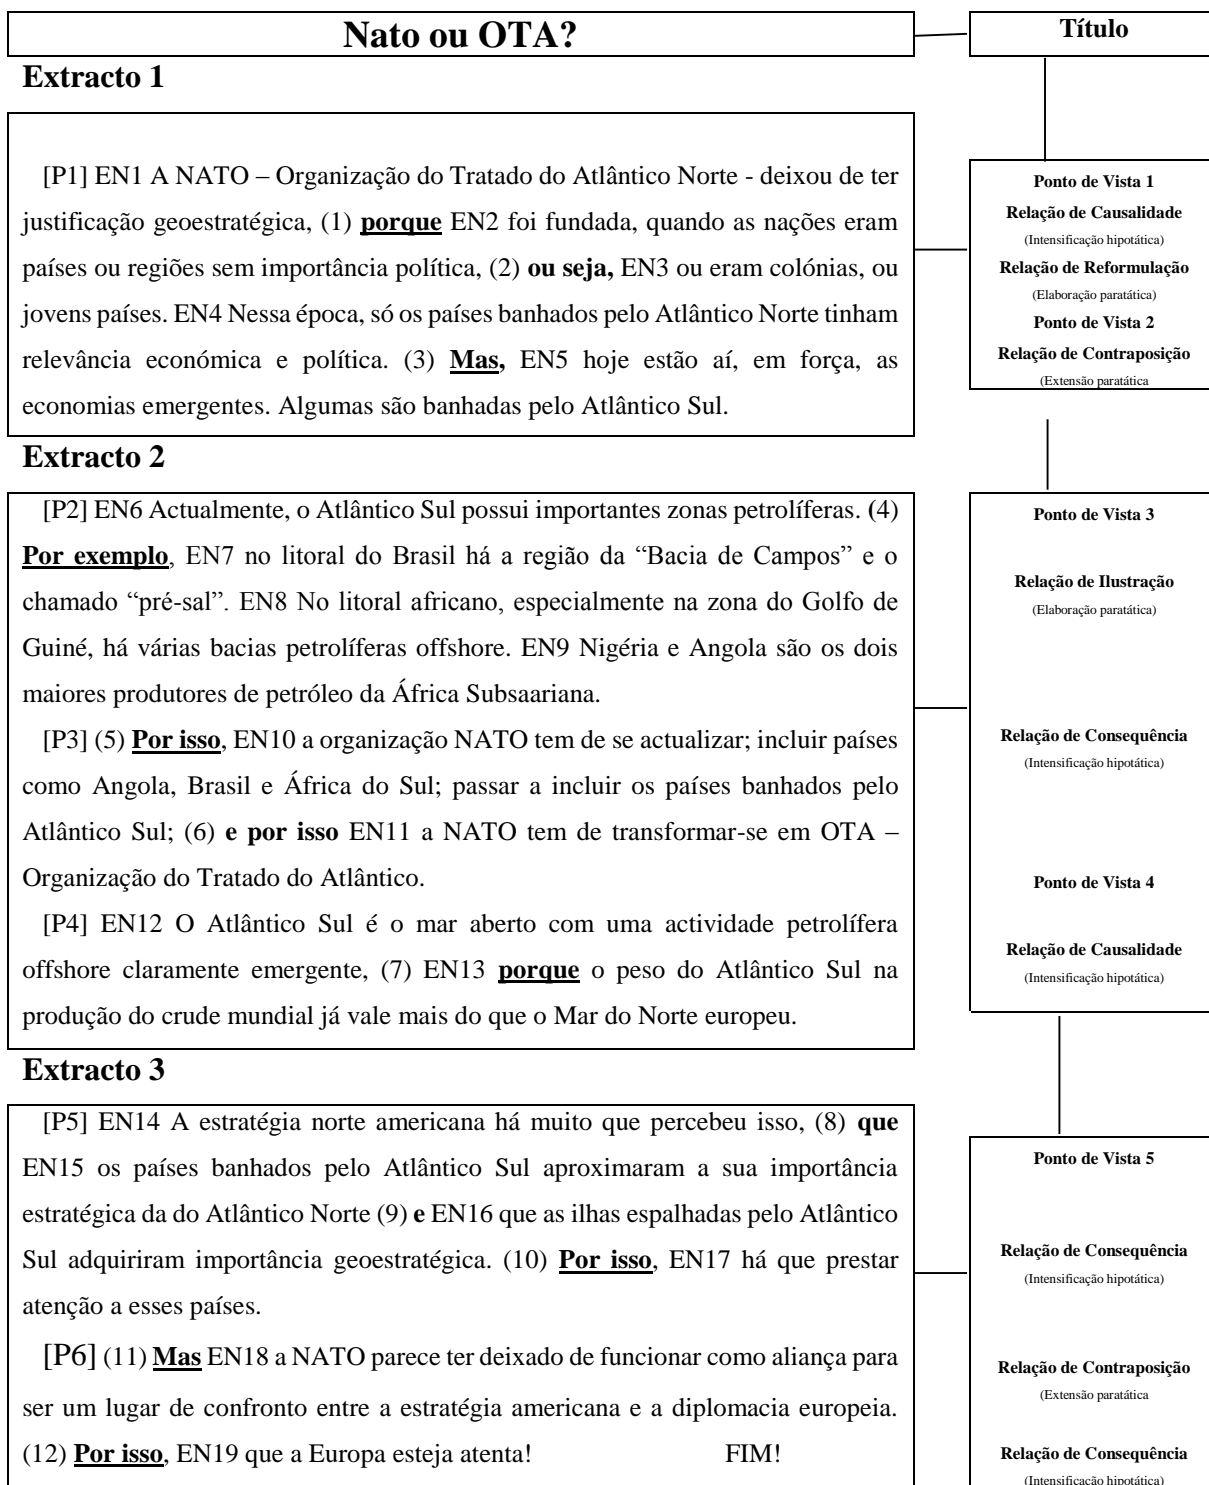 Nato ou OTA?
Título
Extracto 1
[P1] EN1 A NATO – Organização do Tratado do Atlântico Norte - deixou de ter
justificação geoestratégica, (1) porque EN2 foi fundada, quando as nações eram
países ou regiões sem importância política, (2) ou seja, EN3 ou eram colónias, ou
jovens países. EN4 Nessa época, só os países banhados pelo Atlântico Norte tinham
relevância económica e política. (3) Mas, EN5 hoje estão aí, em força, as
economias emergentes. Algumas são banhadas pelo Atlântico Sul.
Ponto de Vista 1
Relação de Causalidade
(Intensificação hipotática)
Relação de Reformulação
(Elaboração paratática)
Ponto de Vista 2
Relação de Contraposição
(Extensão paratática
Extracto 2
[P2] EN6 Actualmente, o Atlântico Sul possui importantes zonas petrolíferas. (4)
Por exemplo, EN7 no litoral do Brasil há a região da “Bacia de Campos” e o
chamado “pré-sal”. EN8 No litoral africano, especialmente na zona do Golfo de
Guiné, há várias bacias petrolíferas offshore. EN9 Nigéria e Angola são os dois
maiores produtores de petróleo da África Subsaariana.
[P3] (5) Por isso, EN10 a organização NATO tem de se actualizar; incluir países
como Angola, Brasil e África do Sul; passar a incluir os países banhados pelo
Atlântico Sul; (6) e por isso EN11 a NATO tem de transformar-se em OTA –
Organização do Tratado do Atlântico.
[P4] EN12 O Atlântico Sul é o mar aberto com uma actividade petrolífera
offshore claramente emergente, (7) EN13 porque o peso do Atlântico Sul na
produção do crude mundial já vale mais do que o Mar do Norte europeu.
Ponto de Vista 3
Relação de Ilustração
(Elaboração paratática)
Relação de Consequência
(Intensificação hipotática)
Ponto de Vista 4
Relação de Causalidade
(Intensificação hipotática)
Extracto 3
[P5] EN14 A estratégia norte americana há muito que percebeu isso, (8) que
EN15 os países banhados pelo Atlântico Sul aproximaram a sua importância
estratégica da do Atlântico Norte (9) e EN16 que as ilhas espalhadas pelo Atlântico
Sul adquiriram importância geoestratégica. (10) Por isso, EN17 há que prestar
atenção a esses países.
[P6] (11) Mas EN18 a NATO parece ter deixado de funcionar como aliança para
ser um lugar de confronto entre a estratégia americana e a diplomacia europeia.
(12) Por isso, EN19 que a Europa esteja atenta! FIM!
Ponto de Vista 5
Relação de Consequência
(Intensificação hipotática)
Relação de Contraposição
(Extensão paratática
Relação de Consequência
(Intensificação hipotática)